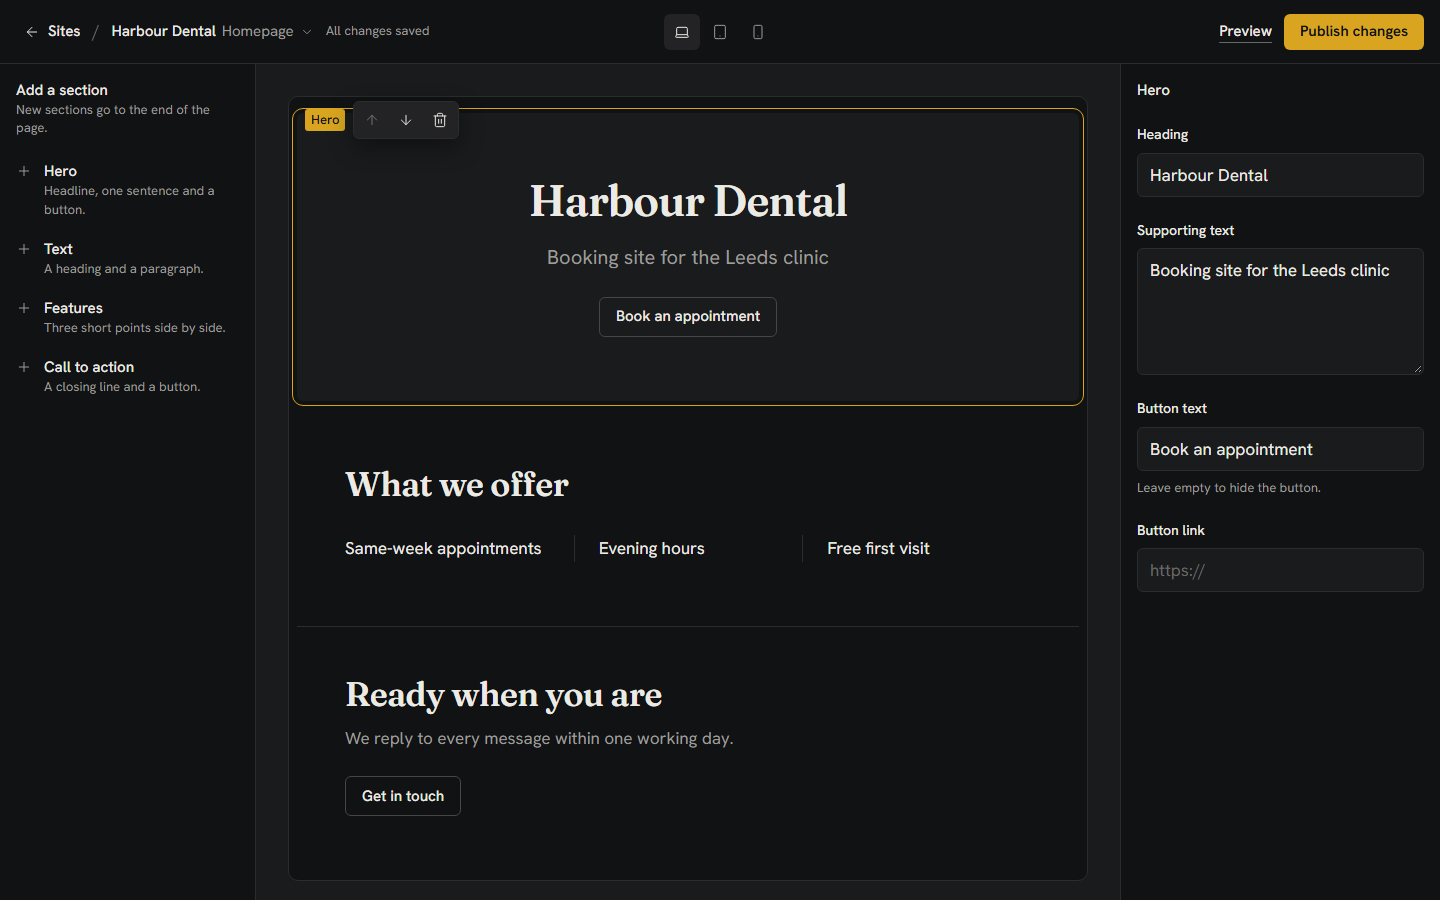 Sites / Harbour Dental Homepage All changes saved
Preview
Publish changes
Add a section
New sections go to the end of the
page.
Hero
Headline, one sentence and a
button.
Text
A heading and a paragraph.
Features
Three short points side by side.
Call to action
A closing line and a button.
Hero
Harbour Dental
Booking site for the Leeds clinic
Book an appointment
What we offer
Same-week appointments
Evening hours
Free first visit
Ready when you are
We reply to every message within one working day.
Get in touch
Hero
Heading
Harbour Dental
Supporting text
Booking site for the Leeds clinic
Button text
Book an appointment
Leave empty to hide the button.
Button link
https://